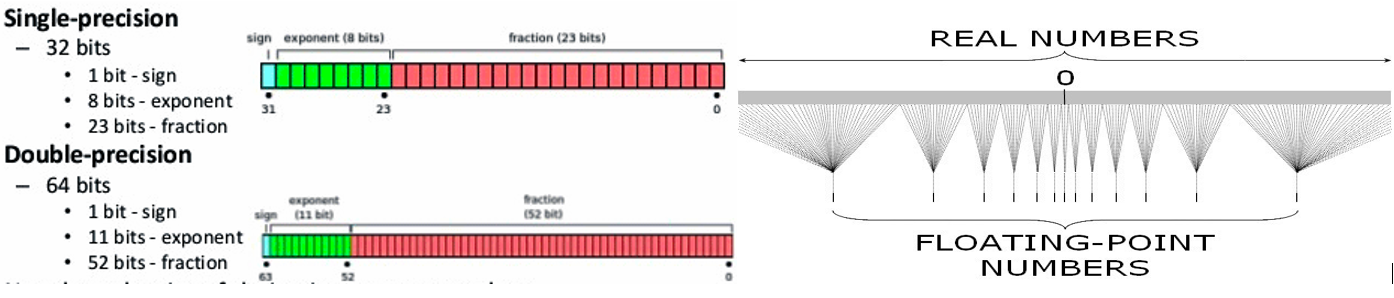 Single-precision
– 32 bits
• 1 bit - sign
• 8 bits - exponent
• 23 bits - fraction
Double-precision
– 64 bits
• 1 bit - sign
• 11 bits - exponent
• 52 bits - fraction
sign exponent (8 bits) fraction (23 bits)
31 23 0
exponent fraction
sign (11 bit) (52 bit)
63 52 0
REAL NUMBERS
0
FLOATING-POINT
NUMBERS